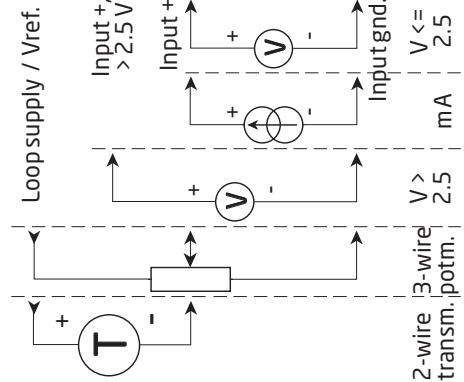 Loop supply / Vref.
Input +,
> 2.5 V
Input +
Input gnd.
+ T -
+ V -
+ -
+ V -
2-wire
transm.
3-wire
potm.
V >
2.5
mA
V <=
2.5